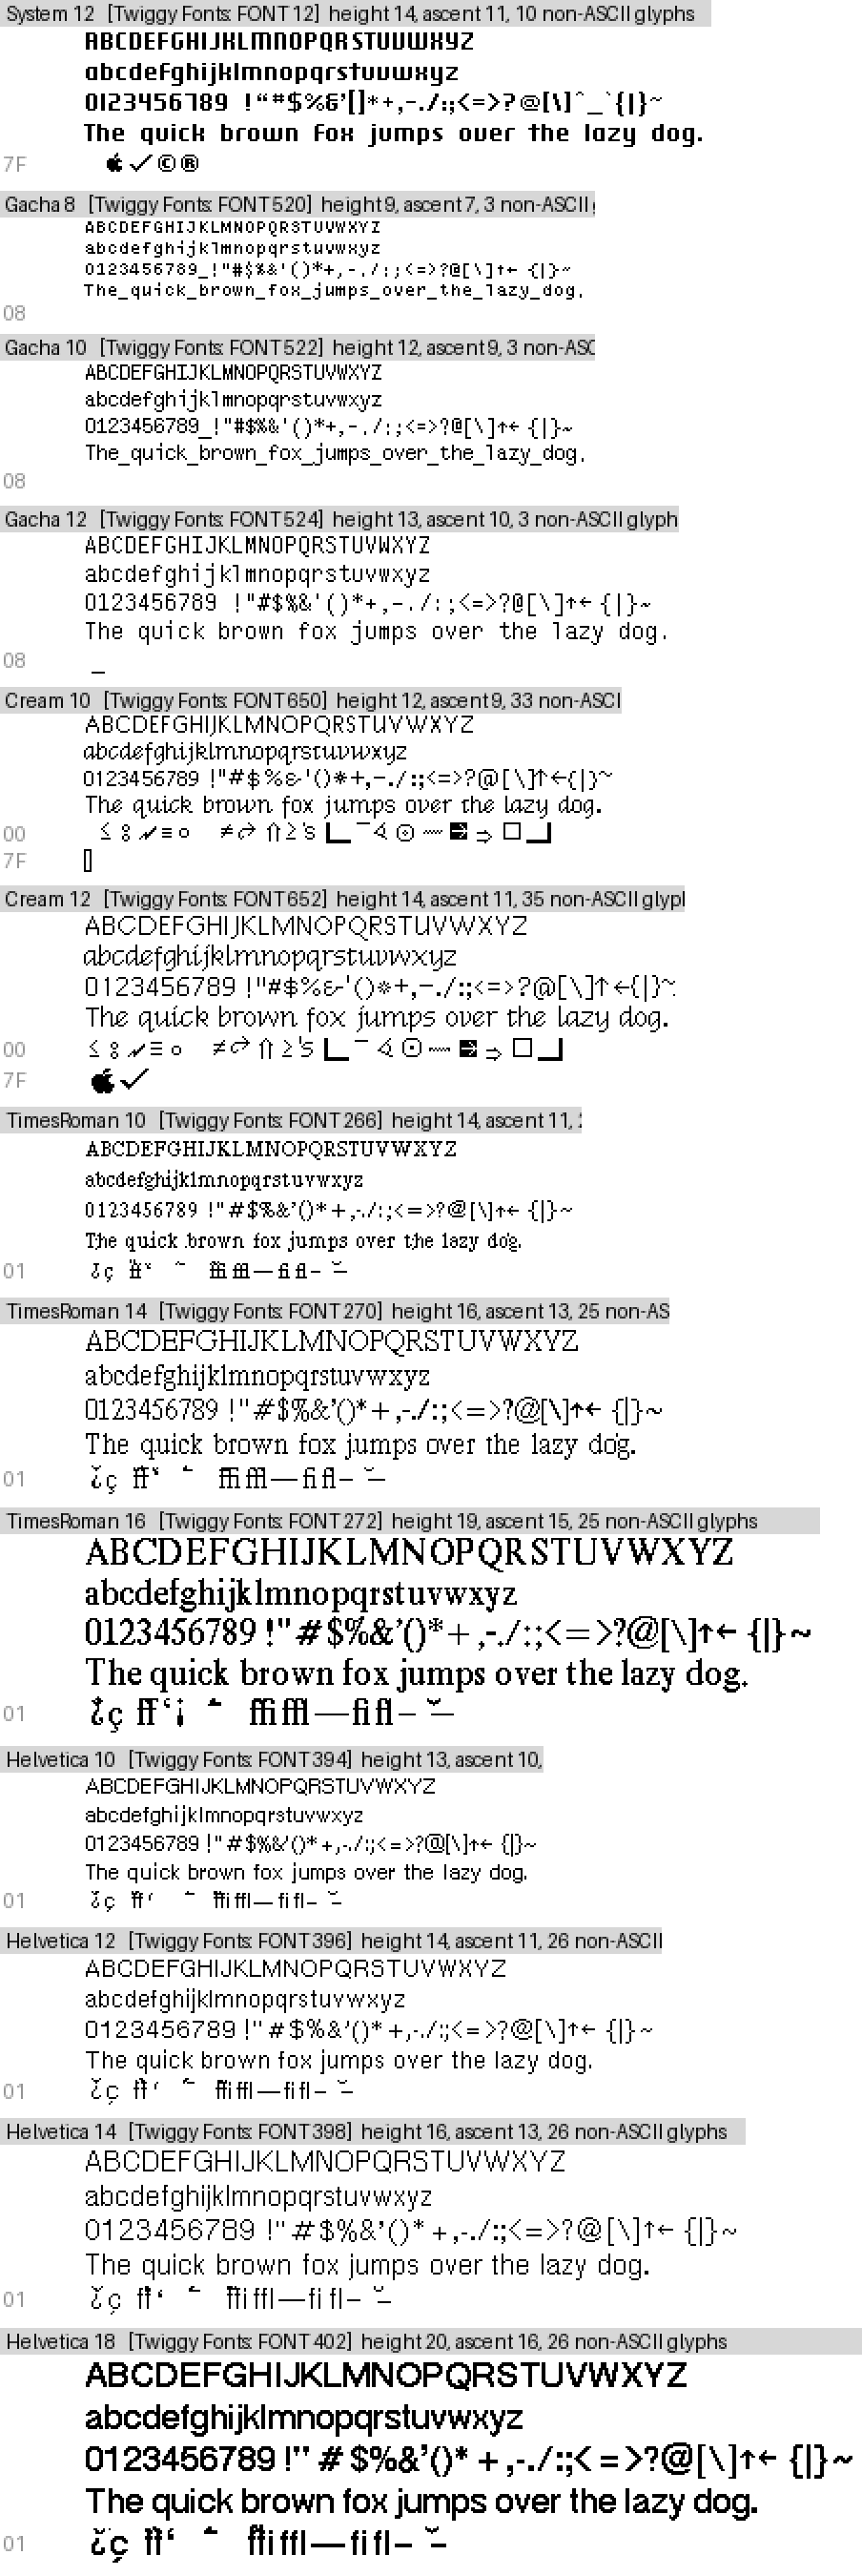 System 12 [Twiggy Fonts: FONT 12] height 14, ascent 11, 10 non-ASCII glyphs
ABCDEFGHIJKLMNOPQRSTUVWXYZ
abcdefghijklmnopqrstuvwxyz
0123456789 !“#$%&'[]*+,-./:;<=>?@[\]^_`{|}~
The quick brown fox jumps over the lazy dog.
7F ✓©®
Gacha 8 [Twiggy Fonts: FONT 520] height 9, ascent 7, 3 non-ASCII
ABCDEFGHIJKLMNOPQRSTUVWXYZ
abcdefghijklmnopqrstuvwxyz
0123456789_!"#$%&'()*+,-./:;<=>?@[\]↑← {|}~
The_quick_brown_fox_jumps_over_the_lazy_dog.
08
Gacha 10 [Twiggy Fonts: FONT 522] height 12, ascent 9, 3 non-ASC
ABCDEFGHIJKLMNOPQRSTUVWXYZ
abcdefghijklmnopqrstuvwxyz
0123456789_!"#$%&'()*+,-./:;<=>?@[\]↑← {|}~
The_quick_brown_fox_jumps_over_the_lazy_dog.
08
Gacha 12 [Twiggy Fonts: FONT 524] height 13, ascent 10, 3 non-ASCII glyph
ABCDEFGHIJKLMNOPQRSTUVWXYZ
abcdefghijklmnopqrstuvwxyz
0123456789 !"#$%&'()*+,-./:;<=>?@[\]↑← {|}~
The quick brown fox jumps over the lazy dog.
08 _
Cream 10 [Twiggy Fonts: FONT 650] height 12, ascent 9, 33 non-ASCI
ABCDEFGHIJKLMNOPQRSTUVWXYZ
abcdefghijklmnopqrstuvwxyz
0123456789 !"#$%&'()*+,-./:;<=>?@[\]↑←{|}~
The quick brown fox jumps over the lazy dog.
00
7F
Cream 12 [Twiggy Fonts: FONT 652] height 14, ascent 11, 35 non-ASCII glypl
ABCDEFGHIJKLMNOPQRSTUVWXYZ
abcdefghijklmnopqrstuvwxyz
0123456789 !"#$%&'()*+,-./:;<=>?@[\]↑←{|}~
The quick brown fox jumps over the lazy dog.
00
7F ✓
TimesRoman 10 [Twiggy Fonts: FONT 266] height 14, ascent 11,
ABCDEFGHIJKLMNOPQRSTUVWXYZ
abcdefghijklmnopqrstuvwxyz
0123456789 !"#$%&’()*+,-./:;<=>?@[\]↑← {|}~
The quick brown fox jumps over the lazy dog.
01
TimesRoman 14 [Twiggy Fonts: FONT 270] height 16, ascent 13, 25 non-AS
ABCDEFGHIJKLMNOPQRSTUVWXYZ
abcdefghijklmnopqrstuvwxyz
0123456789 !"#$%&’()*+,-./:;<=>?@[\]↑← {|}~
The quick brown fox jumps over the lazy dog.
01
TimesRoman 16 [Twiggy Fonts: FONT 272] height 19, ascent 15, 25 non-ASCII glyphs
ABCDEFGHIJKLMNOPQRSTUVWXYZ
abcdefghijklmnopqrstuvwxyz
0123456789 !"#$%&’()*+,-./:;<=>?@[\]↑← {|}~
The quick brown fox jumps over the lazy dog.
01
Helvetica 10 [Twiggy Fonts: FONT 394] height 13, ascent 10,
ABCDEFGHIJKLMNOPQRSTUVWXYZ
abcdefghijklmnopqrstuvwxyz
0123456789 !"#$%&’()*+,-./:;<=>?@[\]↑← {|}~
The quick brown fox jumps over the lazy dog.
01
Helvetica 12 [Twiggy Fonts: FONT 396] height 14, ascent 11, 26 non-ASCII
ABCDEFGHIJKLMNOPQRSTUVWXYZ
abcdefghijklmnopqrstuvwxyz
0123456789 !"#$%&’()*+,-./:;<=>?@[\]↑← {|}~
The quick brown fox jumps over the lazy dog.
01
Helvetica 14 [Twiggy Fonts: FONT 398] height 16, ascent 13, 26 non-ASCII glyphs
ABCDEFGHIJKLMNOPQRSTUVWXYZ
abcdefghijklmnopqrstuvwxyz
0123456789 !"#$%&’()*+,-./:;<=>?@[\]↑← {|}~
The quick brown fox jumps over the lazy dog.
01
Helvetica 18 [Twiggy Fonts: FONT 402] height 20, ascent 16, 26 non-ASCII glyphs
ABCDEFGHIJKLMNOPQRSTUVWXYZ
abcdefghijklmnopqrstuvwxyz
0123456789 !"#$%&’()*+,-./:;<=>?@[\]↑← {|}~
The quick brown fox jumps over the lazy dog.
01